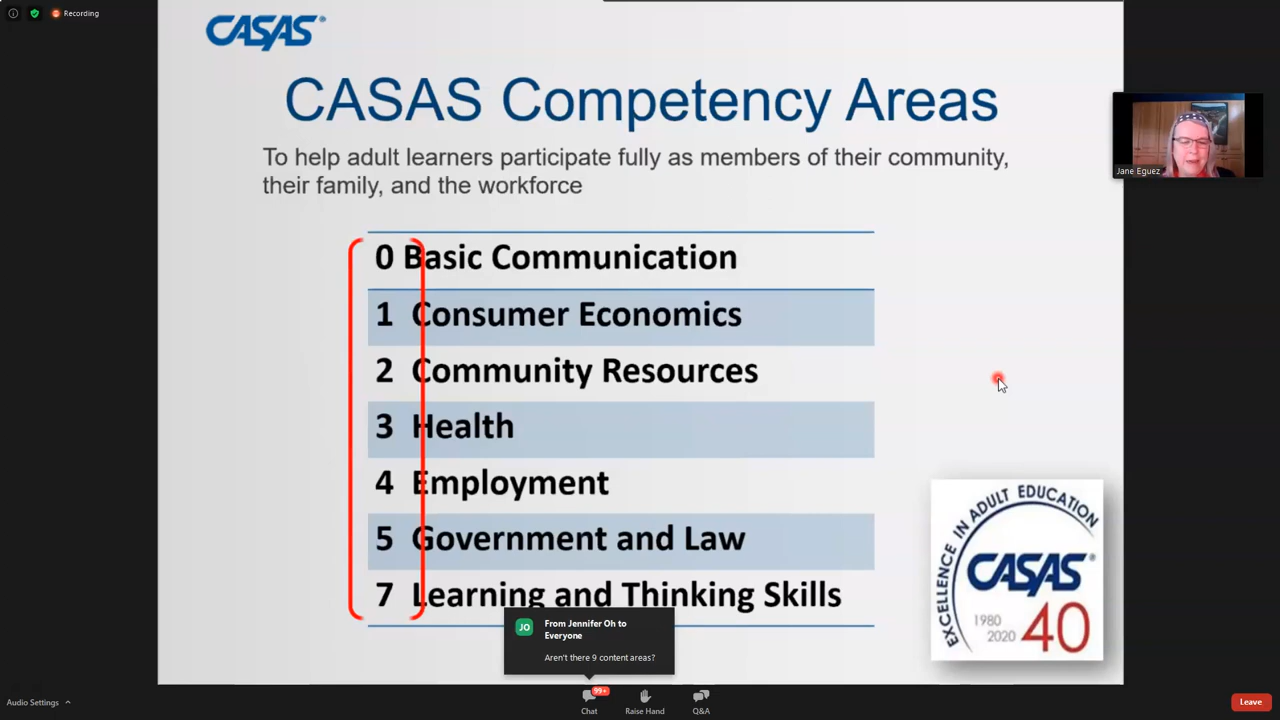 Recording
CASAS®
CASAS Competency Areas
To help adult learners participate fully as members of their community,
their family, and the workforce
0 Basic Communication
1 Consumer Economics
2 Community Resources
3 Health
4 Employment
5 Government and Law
7 Learning and Thinking Skills
Jane Eguez
EXCELLENCE IN ADULT EDUCATION
CASAS®
1980
2020
40
JO
From Jennifer Oh to
Everyone
Aren't there 9 content areas?
Audio Settings
99+
Chat
Raise Hand
Q&A
Leave